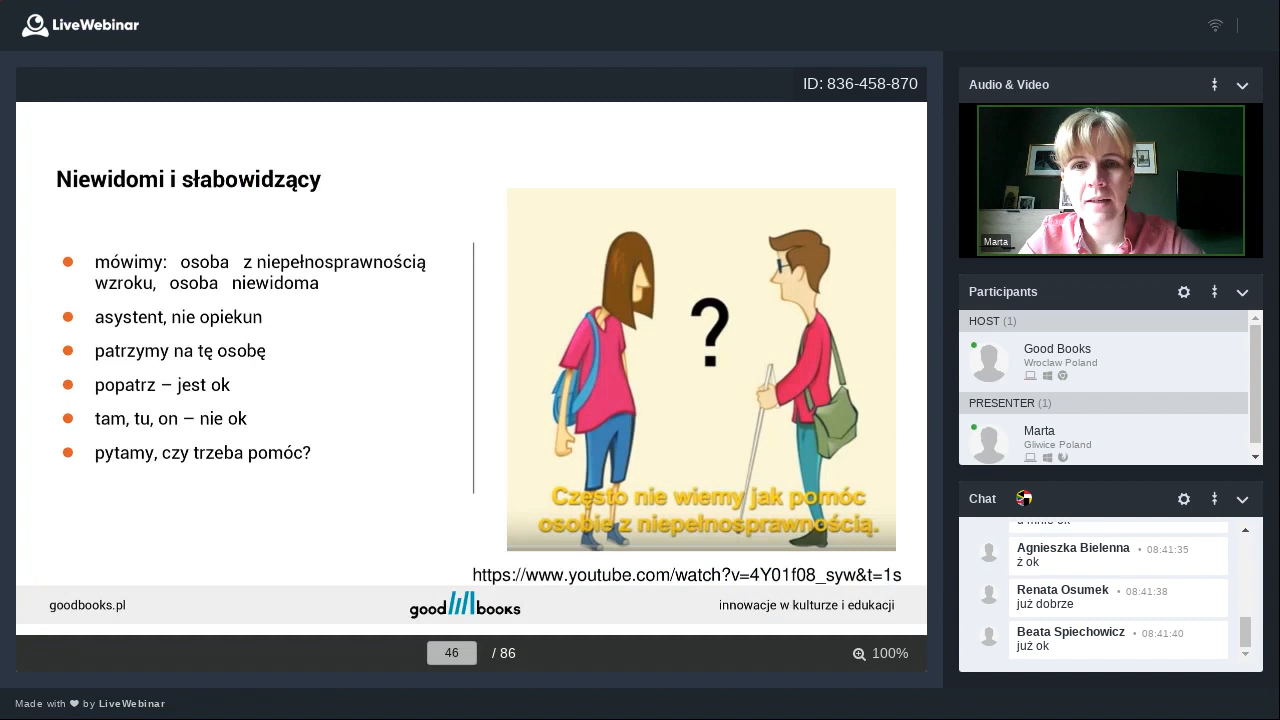 LiveWebinar
ID: 836-458-870
Niewidomi i słabowidzący
mówimy: osoba z niepełnosprawnością
wzroku, osoba niewidoma
asystent, nie opiekun
patrzymy na tę osobę
popatrz – jest ok
tam, tu, on – nie ok
pytamy, czy trzeba pomóc?
?
Często nie wiemy jak pomóc
osobie z niepełnosprawnością.
https://www.youtube.com/watch?v=4Y01f08_syw&t=1s
goodbooks.pl
good books
innowacje w kulturze i edukacji
46 / 86
100%
Audio & Video
Marta
Participants
HOST (1)
Good Books
Wroclaw Poland
PRESENTER (1)
Marta
Gliwice Poland
Chat
u mnie ok
Agnieszka Bielenna • 08:41:35
ż ok
Renata Osumek • 08:41:38
już dobrze
Beata Spiechowicz • 08:41:40
już ok
Made with ❤ by LiveWebinar